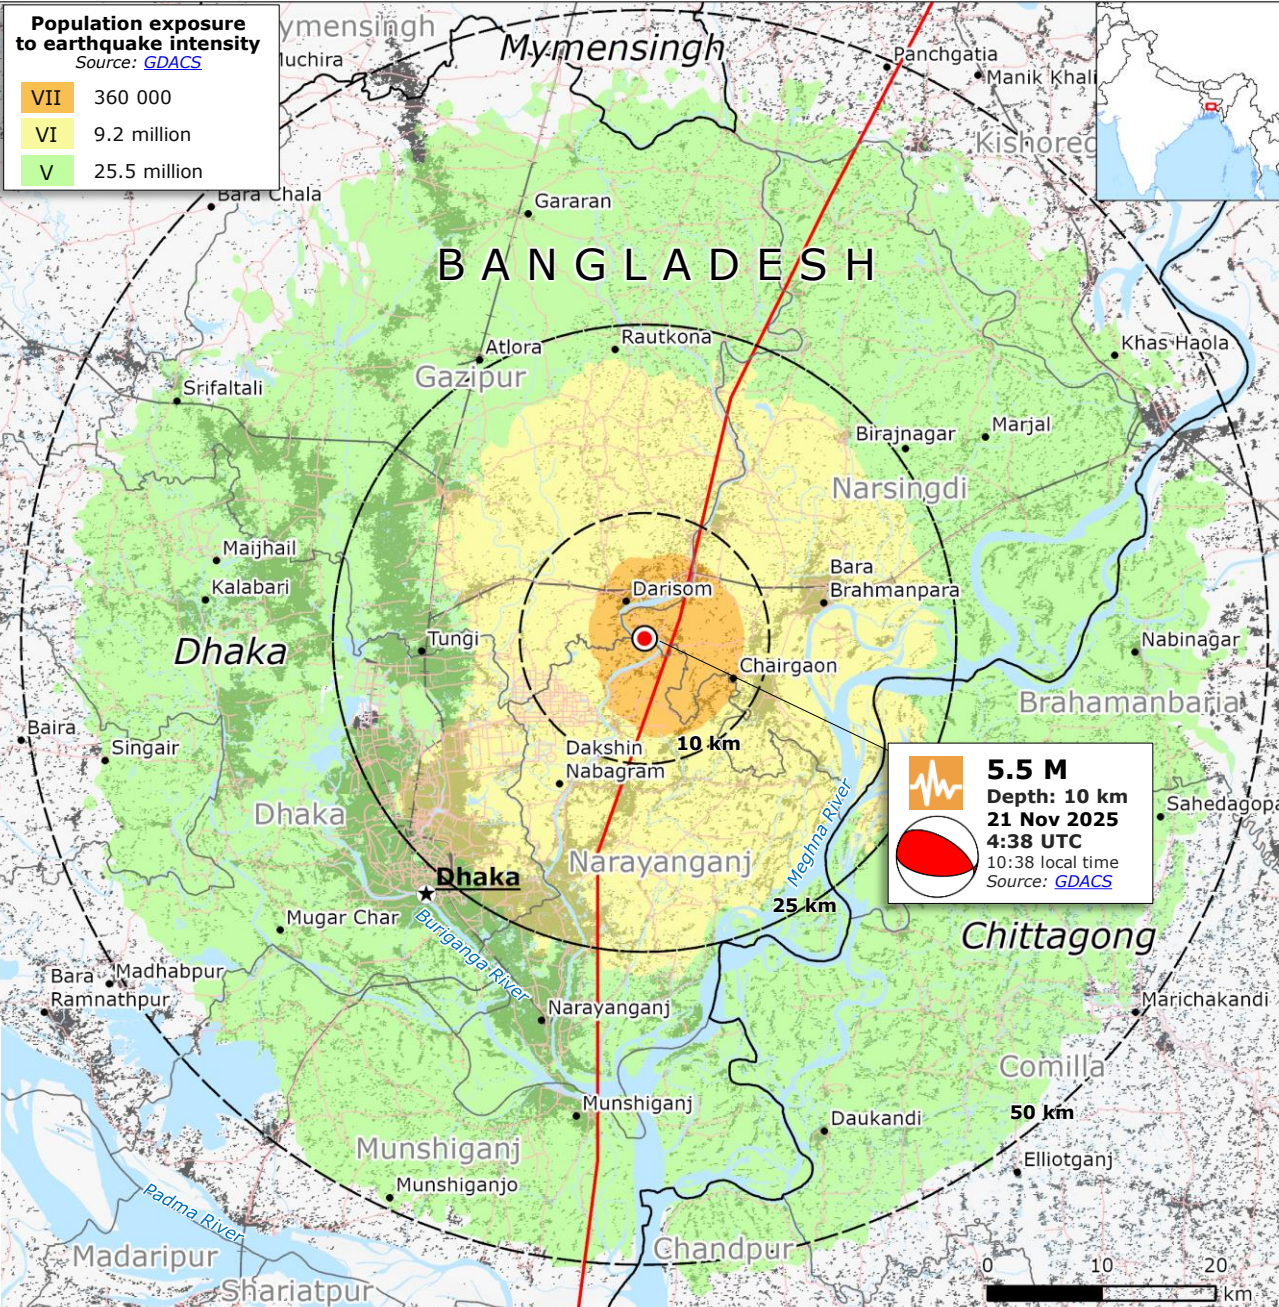 Population exposure
to earthquake intensity
Source: GDACS
VII 360 000
VI 9.2 million
V 25.5 million
ymensingh
Mymensingh
uchira
Panchgatia
Manik Khali
Kishoreg
Bara Chala
Gararan
BANGLADESH
Rautkona
Atlora
Khas Haola
Gazipur
Srifaltali
Birajnagar
Marjal
Narsingdi
Maijhail
Kalabari
Darisom
Bara
Brahmanpara
Dhaka
Tungi
Nabinagar
Chairgaon
Brahamanbaria
Baira
Singair
Dakshin
Nabagram
10 km
5.5 M
Depth: 10 km
21 Nov 2025
4:38 UTC
10:38 local time
Source: GDACS
Sahedagopa
Dhaka
Meghna River
Narayanganj
Dhaka
25 km
Mugar Char
Buriganga River
Chittagong
Bara
Ramnathpur
Madhabpur
Narayanganj
Marichakandi
Comilla
50 km
Munshiganj
Daukandi
Munshiganj
Elliotganj
Munshiganjo
Padma River
Madaripur
Chandpur
Shariatpur
0 10 20
km